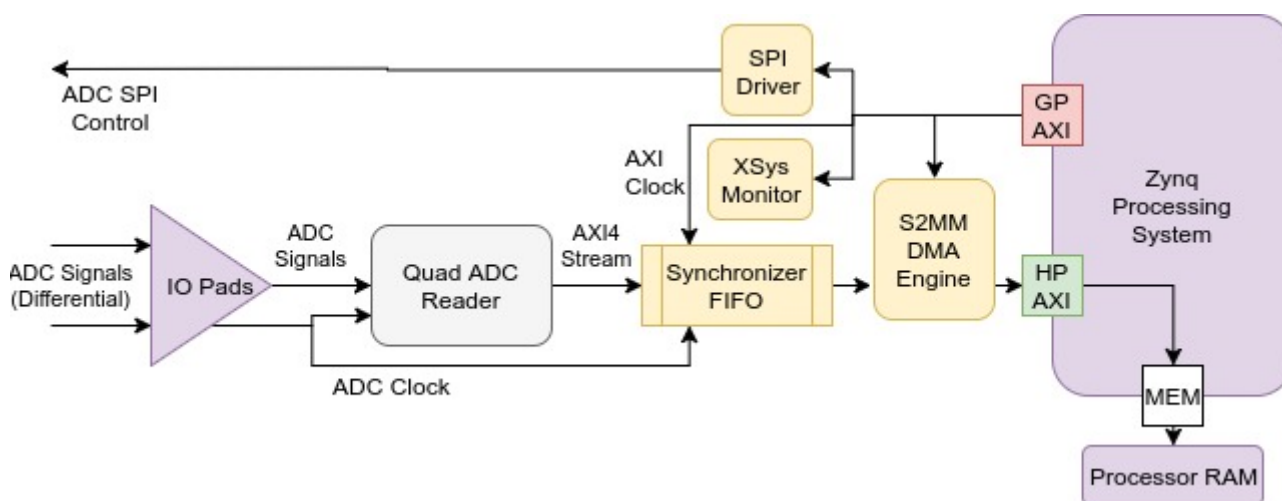 SPI
Driver
ADC SPI
Control
GP
AXI
AXI
Clock
XSys
Monitor
Zynq
Processing
System
ADC Signals
(Differential)
IO Pads
ADC
Signals
Quad ADC
Reader
AXI4
Stream
Synchronizer
FIFO
S2MM
DMA
Engine
HP
AXI
ADC Clock
MEM
Processor RAM